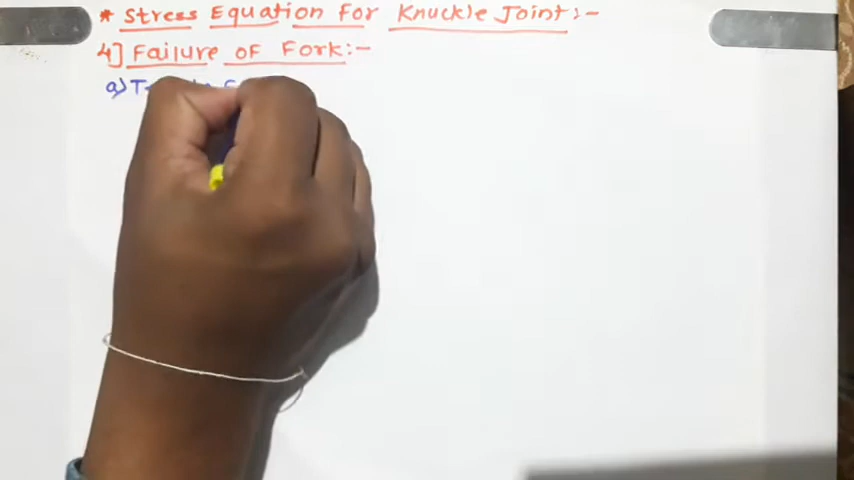 * Stress Equation For Knuckle Joint:-
4] Failure of Fork:-
a)